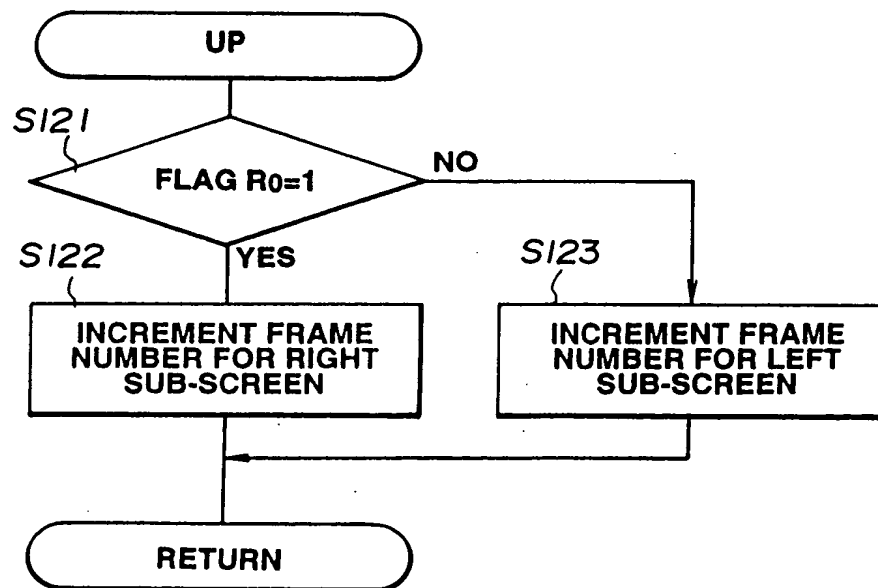 UP
S121
FLAG R0=1
NO
YES
S122
S123
INCREMENT FRAME
NUMBER FOR RIGHT
SUB-SCREEN
INCREMENT FRAME
NUMBER FOR LEFT
SUB-SCREEN
RETURN